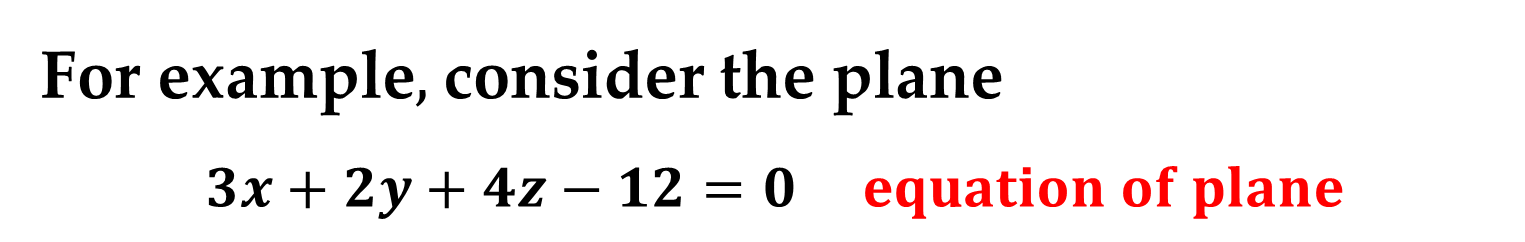 For example, consider the plane
3x + 2y + 4z − 12 = 0 equation of plane